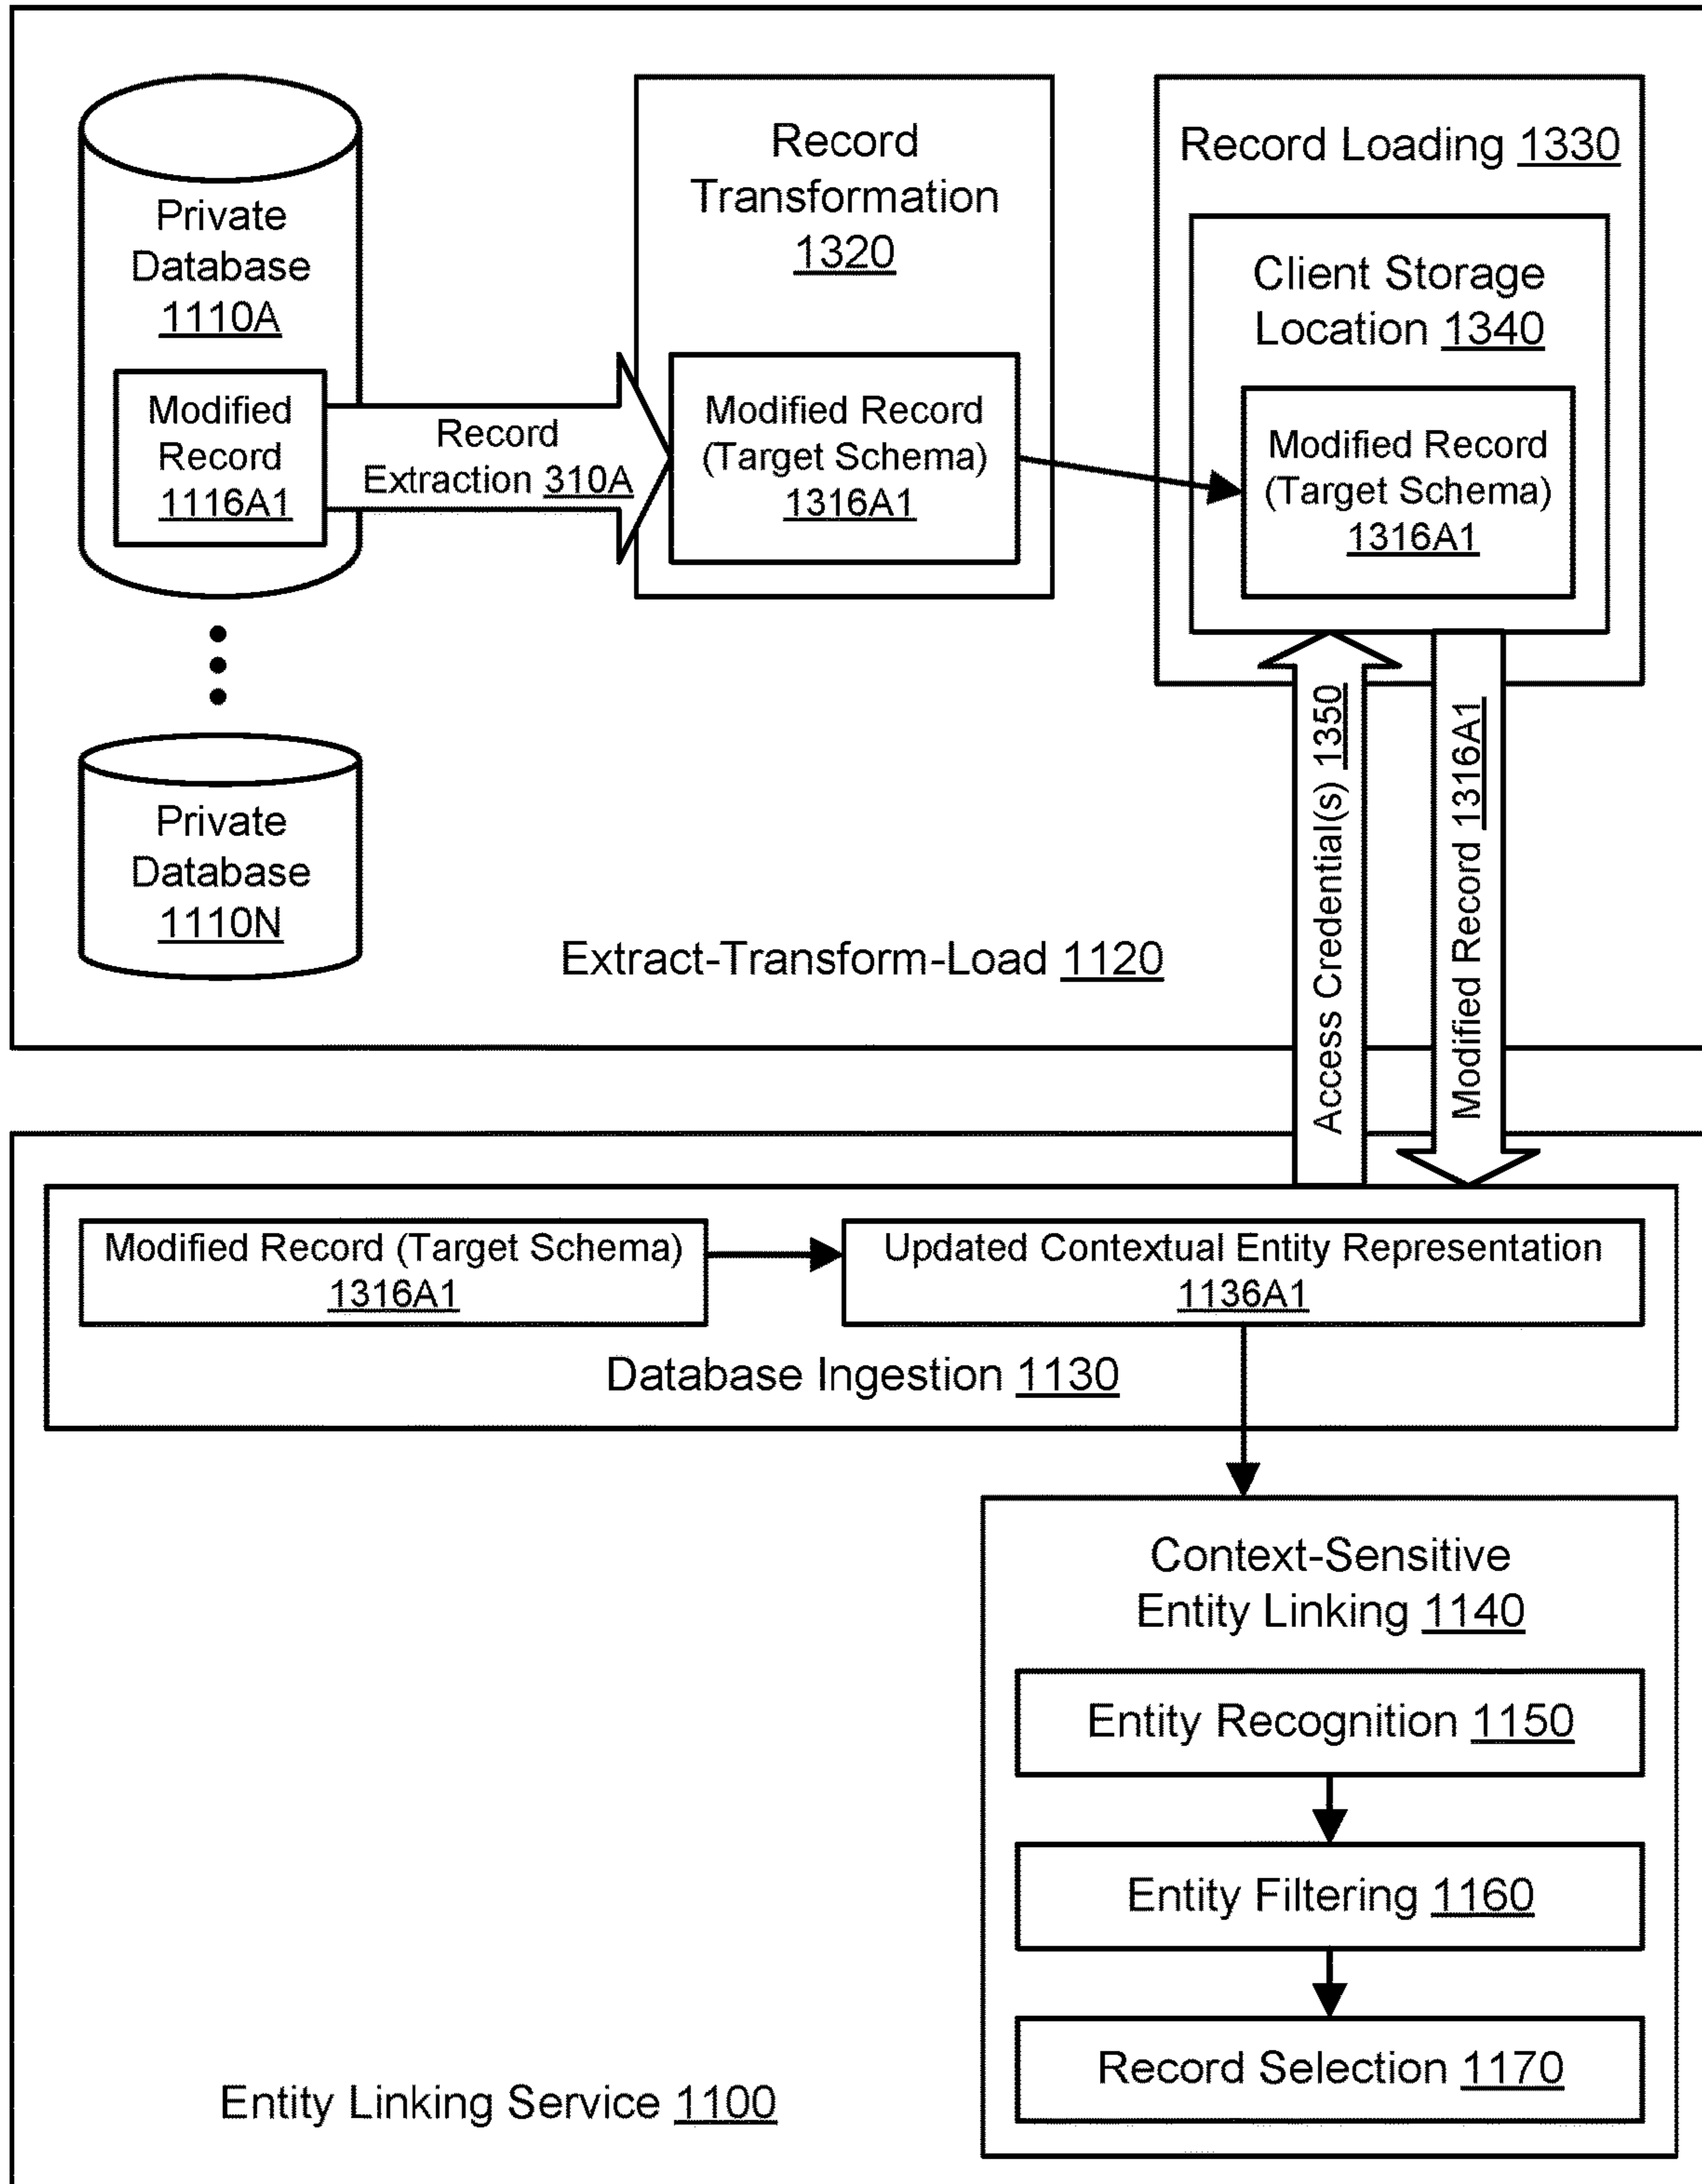 Private
Database
1110A
Modified
Record
1116A1
Record
Extraction 310A
Record
Transformation
1320
Modified Record
(Target Schema)
1316A1
Record Loading 1330
Client Storage
Location 1340
Modified Record
(Target Schema)
1316A1
Private
Database
1110N
Extract-Transform-Load 1120
Access Credential(s) 1350
Modified Record 1316A1
Modified Record (Target Schema)
1316A1
Updated Contextual Entity Representation
1136A1
Database Ingestion 1130
Context-Sensitive
Entity Linking 1140
Entity Recognition 1150
Entity Filtering 1160
Record Selection 1170
Entity Linking Service 1100